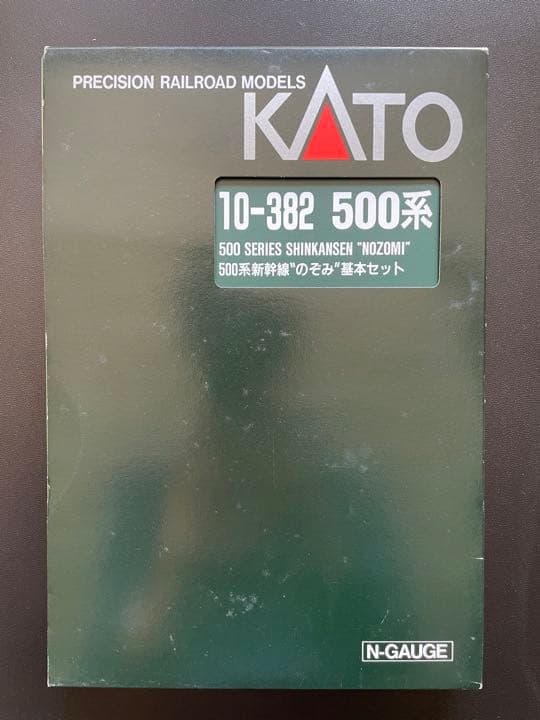 PRECISION RAILROAD MODELS
KATO
10-382 500系
500 SERIES SHINKANSEN "NOZOMI"
500系新幹線"のぞみ"基本セット
N-GAUGE